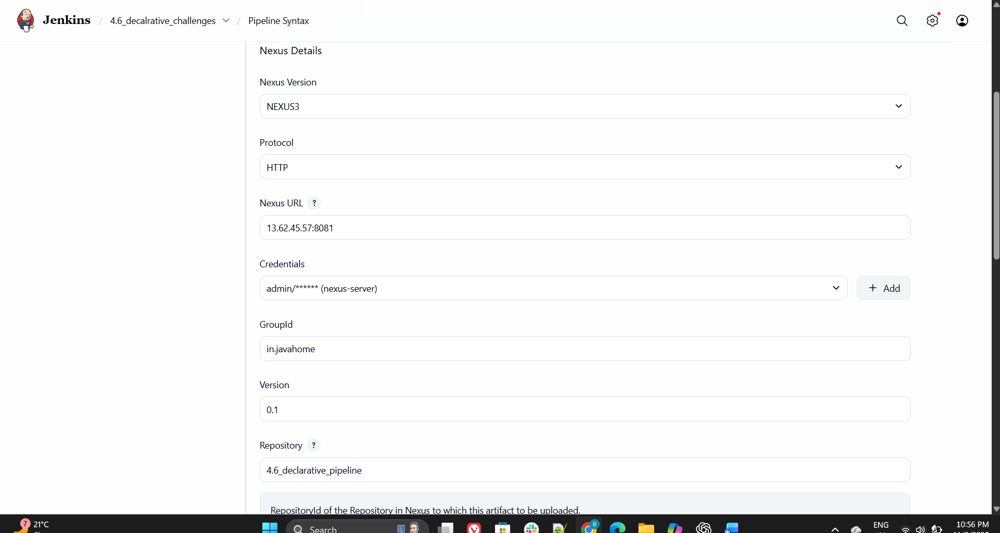 Jenkins / 4.6_decalrative_challenges / Pipeline Syntax
Nexus Details
Nexus Version
NEXUS3
Protocol
HTTP
Nexus URL ?
13.62.45.57:8081
Credentials
admin/****** (nexus-server)
+ Add
GroupId
in.javahome
Version
0.1
Repository ?
4.6_declarative_pipeline
RepositoryId of the Repository in Nexus to which this artifact to be uploaded.
7 21°C
Search
B
ENG
10:56 PM